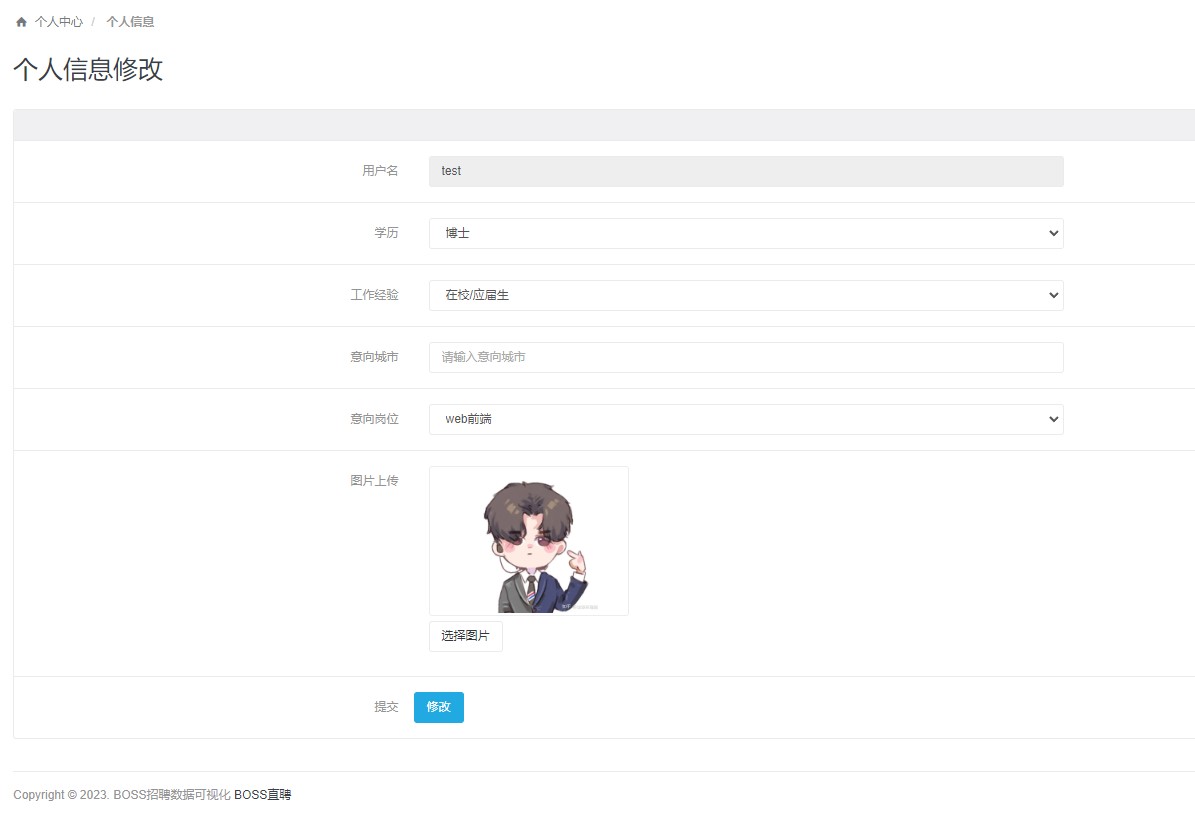 个人中心 / 个人信息
个人信息修改
用户名 test
学历 博士
工作经验 在校/应届生
意向城市 请输入意向城市
意向岗位 web前端
图片上传
选择图片
提交 修改
Copyright © 2023. BOSS招聘数据可视化 BOSS直聘